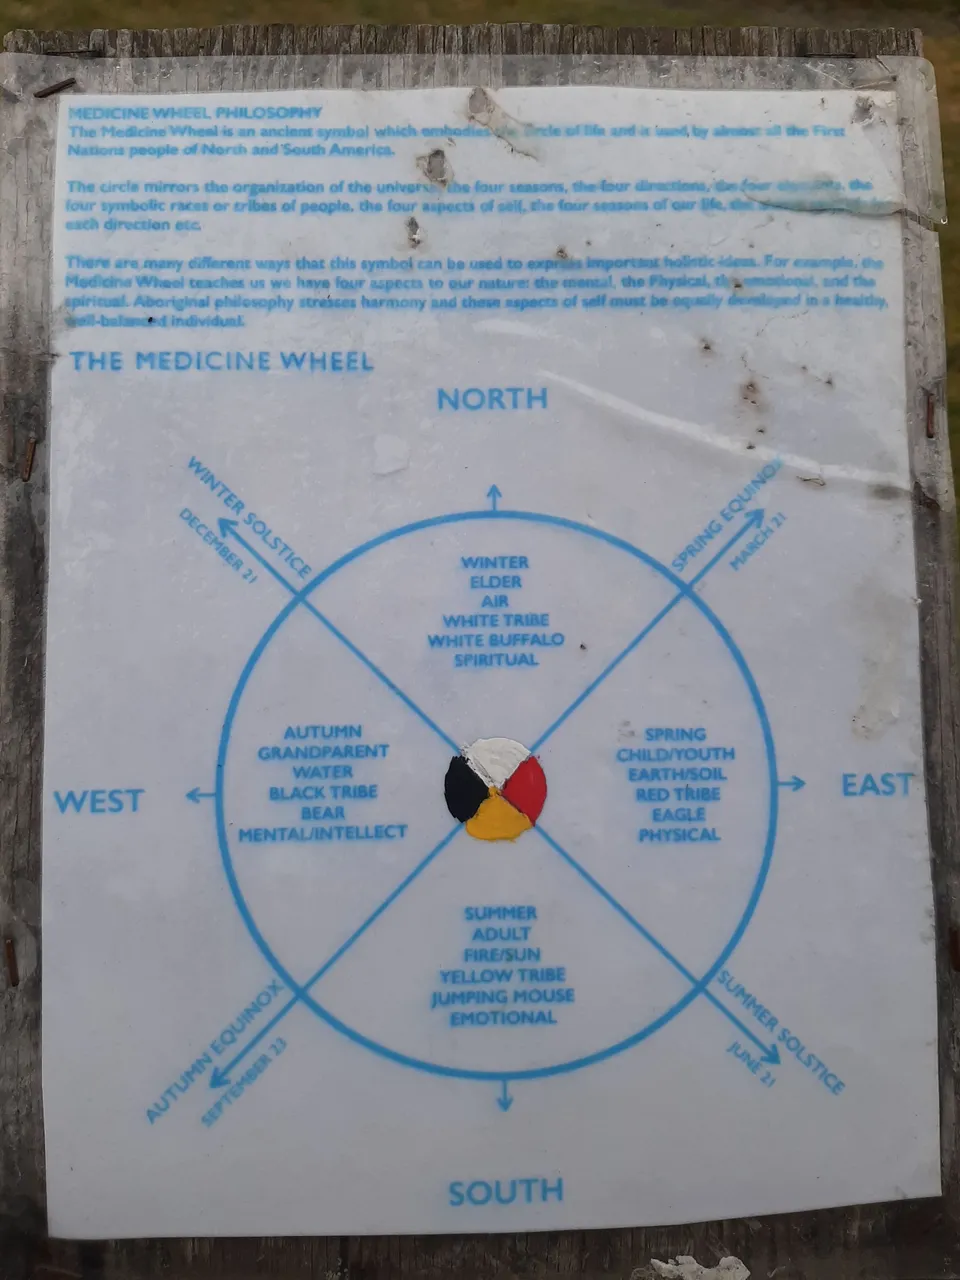 MEDICINE WHEEL PHILOSOPHY
The Medicine Wheel is an ancient symbol which embodies the circle of life and is used by almost all the First
Nations people of North and South America.
The circle mirrors the organization of the universe, the four seasons, the four directions, the four elements, the
four symbolic races or tribes of people, the four aspects of self, the four seasons of our life, the
each direction etc.
There are many different ways that this symbol can be used to express important holistic ideas. For example, the
Medicine Wheel teaches us we have four aspects to our nature: the mental, the Physical, the emotional, and the
spiritual. Aboriginal philosophy stresses harmony and these aspects of self must be equally developed in a healthy,
well-balanced individual.
THE MEDICINE WHEEL
NORTH
WINTER SOLSTICE
DECEMBER 21
SPRING EQUINOX
MARCH 21
WINTER
ELDER
AIR
WHITE TRIBE
WHITE BUFFALO
SPIRITUAL
WEST
AUTUMN
GRANDPARENT
WATER
BLACK TRIBE
BEAR
MENTAL/INTELLECT
SPRING
CHILD/YOUTH
EARTH/SOIL
RED TRIBE
EAGLE
PHYSICAL
EAST
SUMMER
ADULT
FIRE/SUN
YELLOW TRIBE
JUMPING MOUSE
EMOTIONAL
AUTUMN EQUINOX
SEPTEMBER 23
SUMMER SOLSTICE
JUNE 21
SOUTH